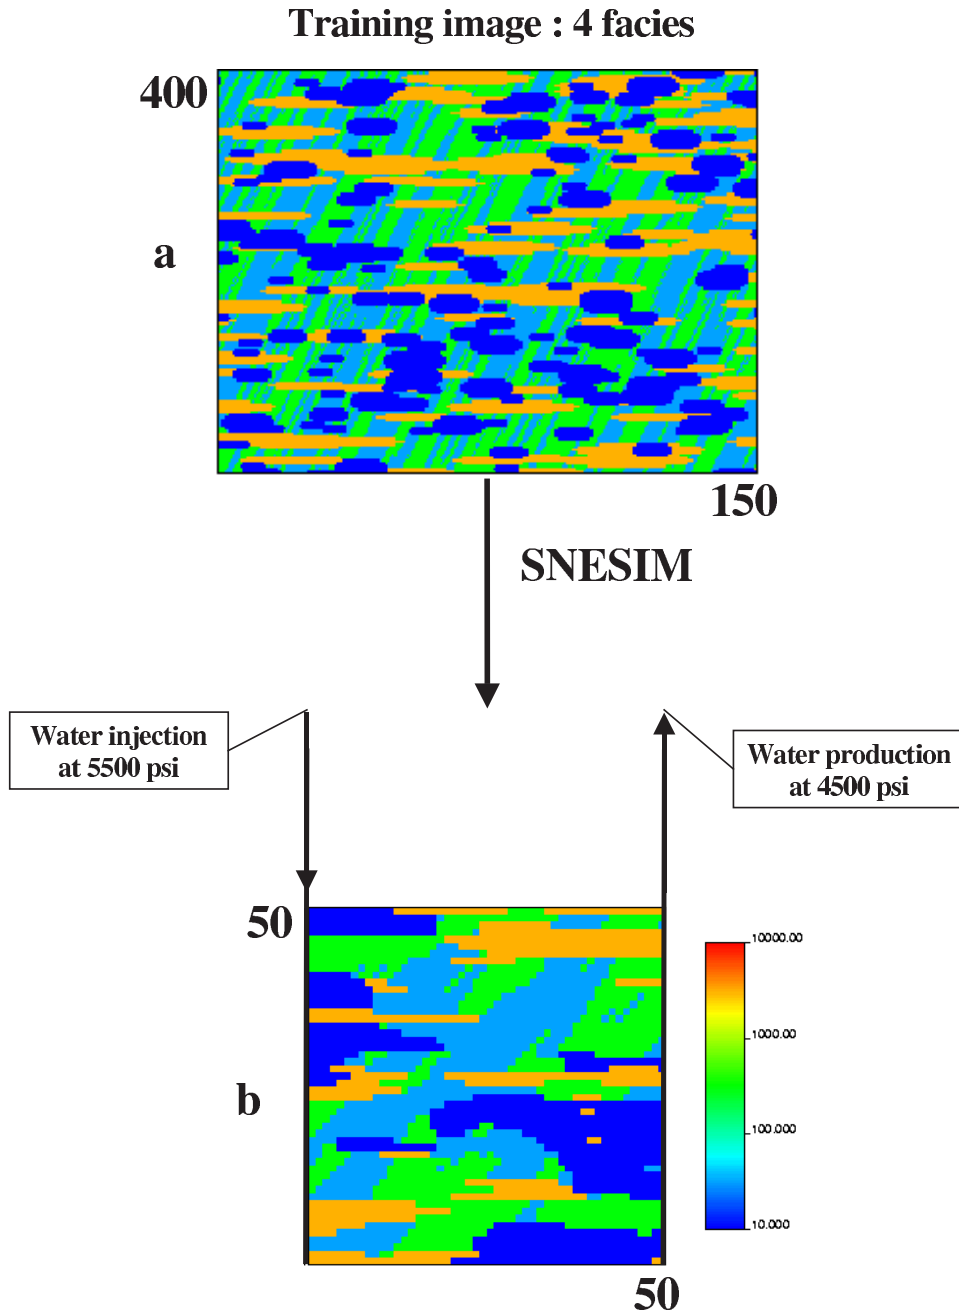 Training image : 4 facies
400
a
150
SNESIM
Water injection
at 5500 psi
Water production
at 4500 psi
50
10000.00
1000.00
b
100.000
10.000
50